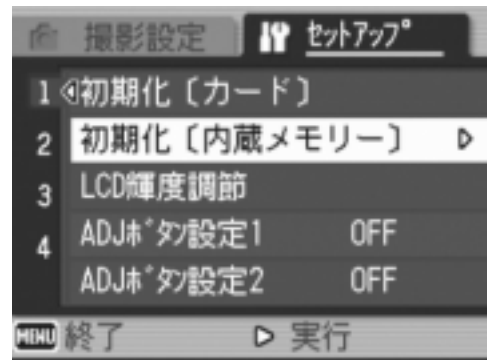 撮影設定 セットアップ
1 初期化〔カード〕
2 初期化〔内蔵メモリー〕
3 LCD輝度調節
4 ADJボタン設定1 OFF
ADJボタン設定2 OFF
MENU 終了 実行